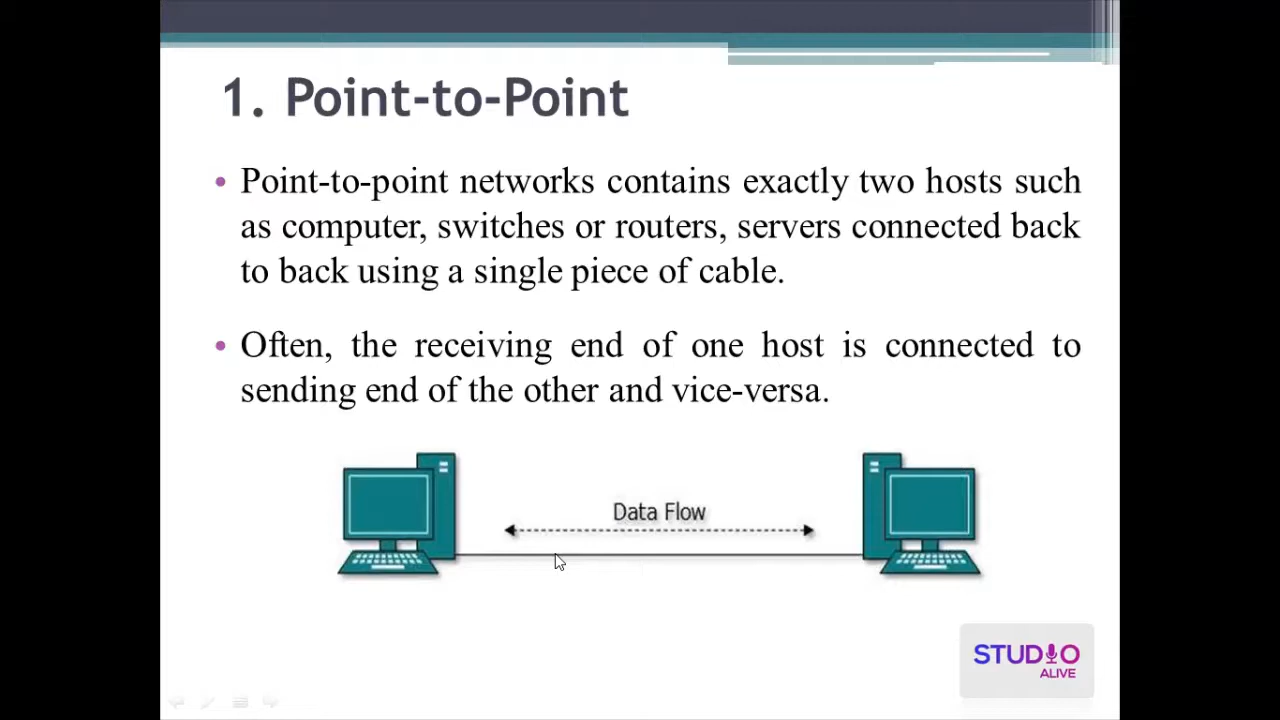 1. Point-to-Point
• Point-to-point networks contains exactly two hosts such
as computer, switches or routers, servers connected back
to back using a single piece of cable.
• Often, the receiving end of one host is connected to
sending end of the other and vice-versa.
Data Flow
STUDIO
ALIVE